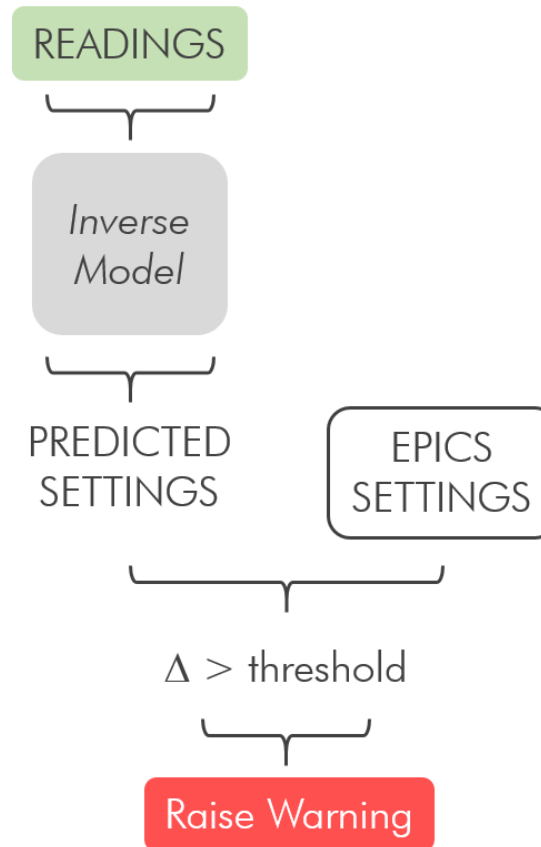 READINGS
Inverse
Model
PREDICTED
SETTINGS
EPICS
SETTINGS
Δ > threshold
Raise Warning